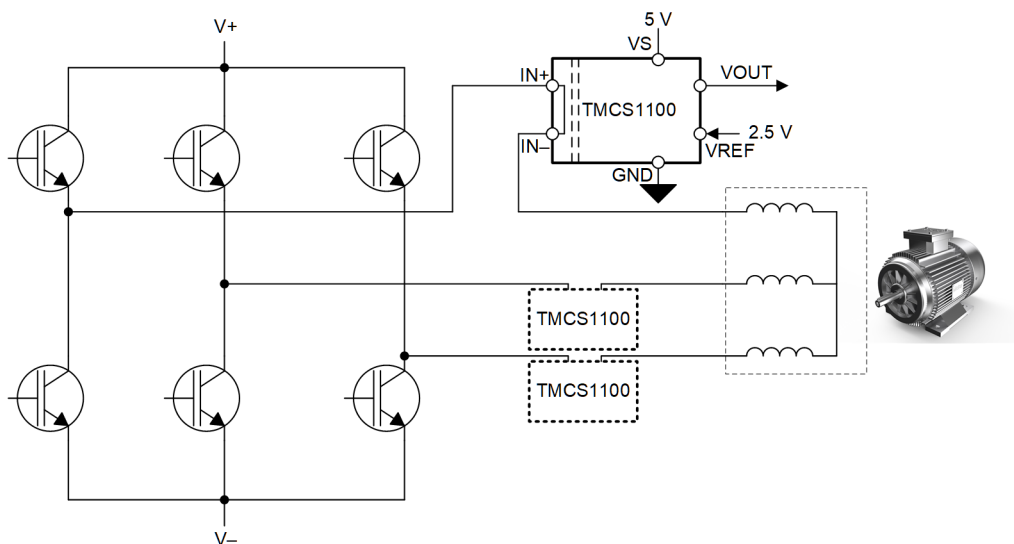 V+
5 V
VS
IN+
VOUT
TMCS1100
2.5 V
IN–
VREF
GND
TMCS1100
TMCS1100
V–